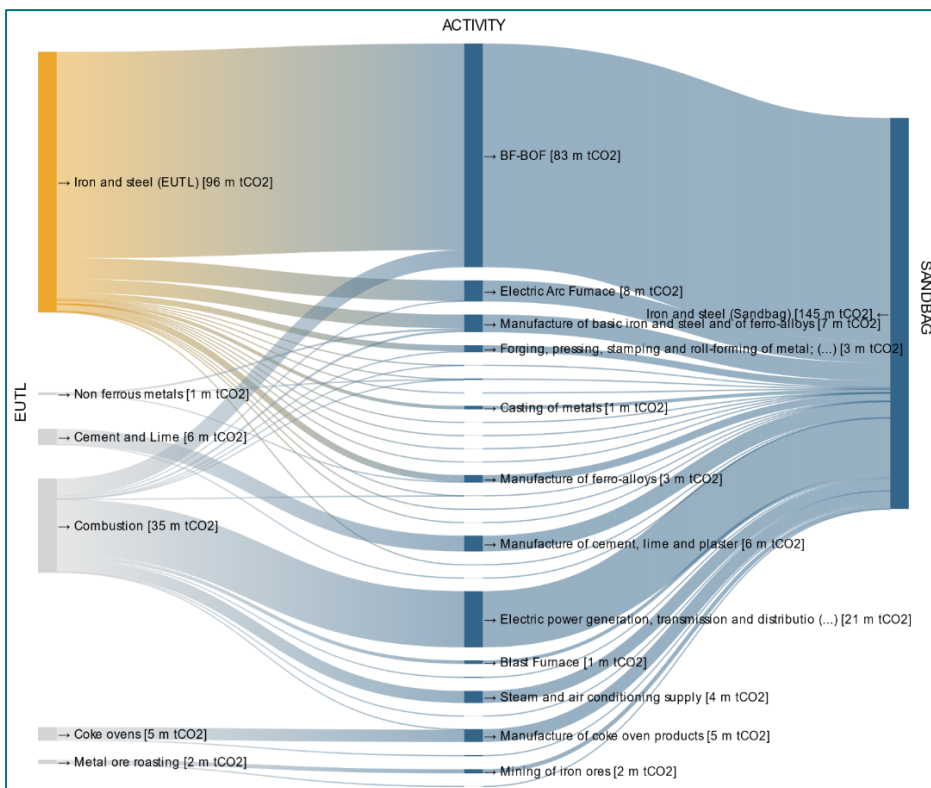 ACTIVITY
EUTL
→ Iron and steel (EUTL) [96 m tCO2]
→ Non ferrous metals [1 m tCO2]
→ Cement and Lime [6 m tCO2]
→ Combustion [35 m tCO2]
→ Coke ovens [5 m tCO2]
→ Metal ore roasting [2 m tCO2]
→ BF-BOF [83 m tCO2]
→ Electric Arc Furnace [8 m tCO2]
→ Manufacture of basic iron and steel and of ferro-alloys [7 m tCO2]
→ Forging, pressing, stamping and roll-forming of metal; (...) [3 m tCO2]
→ Casting of metals [1 m tCO2]
→ Manufacture of ferro-alloys [3 m tCO2]
→ Manufacture of cement, lime and plaster [6 m tCO2]
→ Electric power generation, transmission and distributio (...) [21 m tCO2]
→ Blast Furnace [1 m tCO2]
→ Steam and air conditioning supply [4 m tCO2]
→ Manufacture of coke oven products [5 m tCO2]
→ Mining of iron ores [2 m tCO2]
Iron and steel (Sandbag) [145 m tCO2] ←
SANDBAG